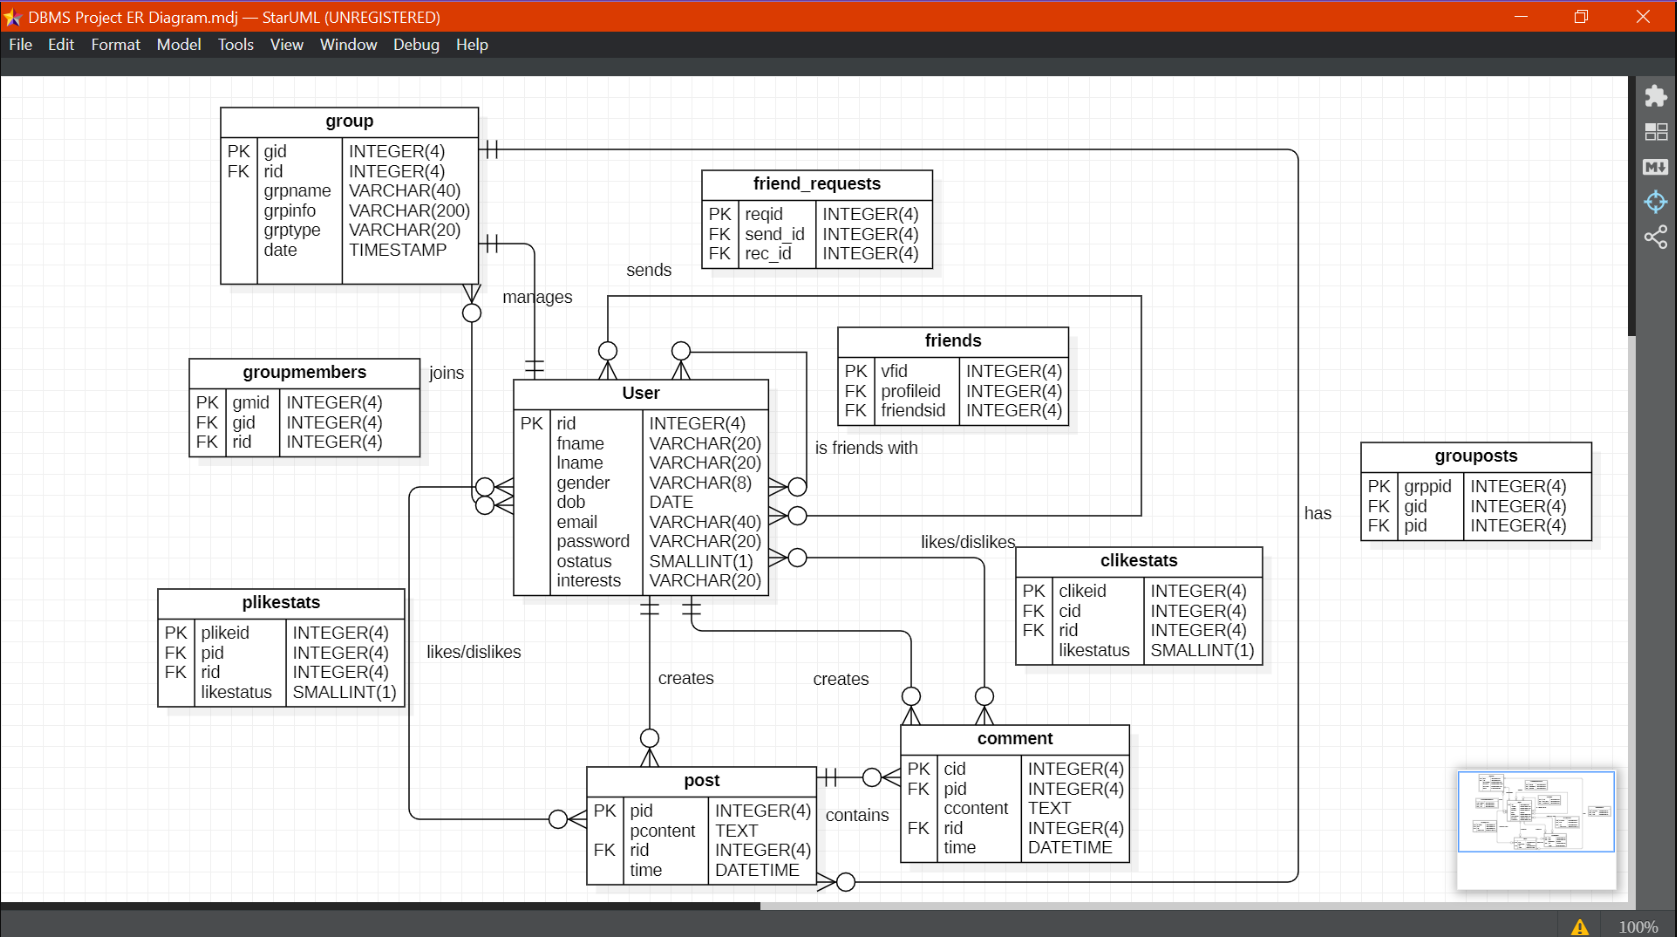 DBMS Project ER Diagram.mdj — StarUML (UNREGISTERED)
File Edit Format Model Tools View Window Debug Help
group
PK gid INTEGER(4)
FK rid INTEGER(4)
grpname VARCHAR(40)
grpinfo VARCHAR(200)
grptype VARCHAR(20)
date TIMESTAMP
friend_requests
PK reqid INTEGER(4)
FK send_id INTEGER(4)
FK rec_id INTEGER(4)
sends
manages
friends
PK vfid INTEGER(4)
FK profileid INTEGER(4)
FK friendsid INTEGER(4)
groupmembers
PK gmid INTEGER(4)
FK gid INTEGER(4)
FK rid INTEGER(4)
joins
User
PK rid INTEGER(4)
fname VARCHAR(20)
lname VARCHAR(20)
gender VARCHAR(8)
dob DATE
email VARCHAR(40)
password VARCHAR(20)
ostatus SMALLINT(1)
interests VARCHAR(20)
is friends with
grouposts
PK grppid INTEGER(4)
FK gid INTEGER(4)
FK pid INTEGER(4)
has
likes/dislikes
clikestats
PK clikeid INTEGER(4)
FK cid INTEGER(4)
FK rid INTEGER(4)
likestatus SMALLINT(1)
plikestats
PK plikeid INTEGER(4)
FK pid INTEGER(4)
FK rid INTEGER(4)
likestatus SMALLINT(1)
likes/dislikes
creates
creates
comment
PK cid INTEGER(4)
FK pid INTEGER(4)
ccontent TEXT
FK rid INTEGER(4)
time DATETIME
post
PK pid INTEGER(4)
pcontent TEXT
FK rid INTEGER(4)
time DATETIME
contains
100%